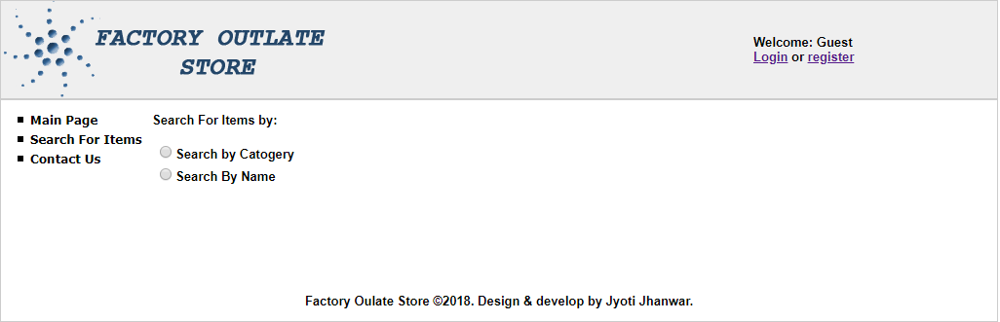 FACTORY OUTLATE
STORE
Welcome: Guest
Login or register
Main Page
Search For Items
Contact Us
Search For Items by:
Search by Catogery
Search By Name
Factory Oulate Store ©2018. Design & develop by Jyoti Jhanwar.